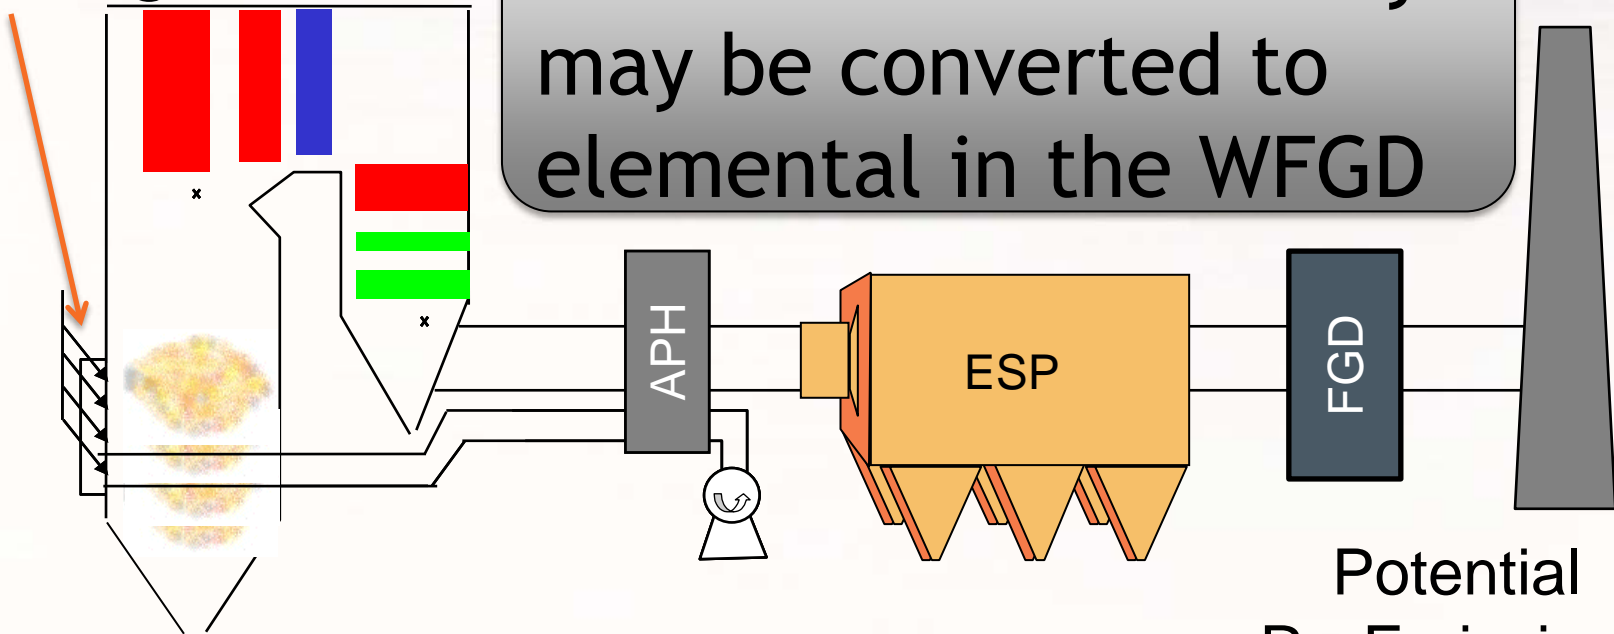 may be converted to
elemental in the WFGD
APH
ESP
FGD
Potential